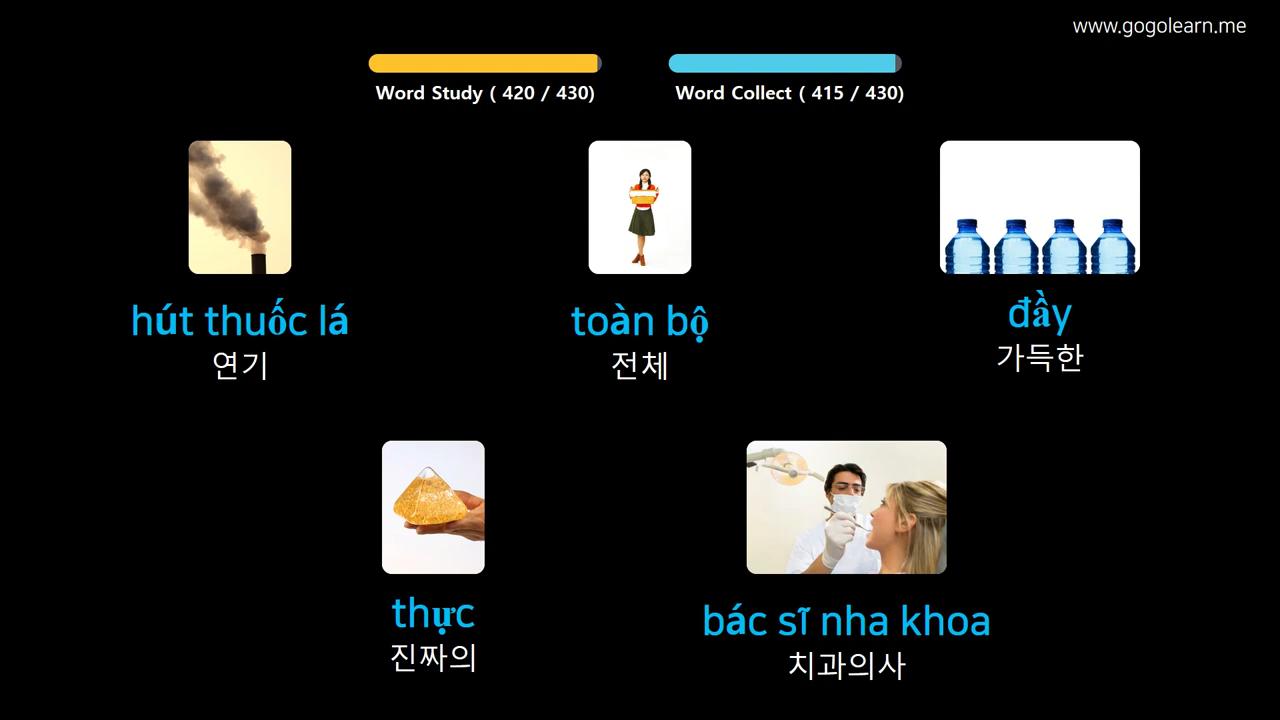 www.gogolearn.me
Word Study ( 420 / 430)
Word Collect ( 415 / 430)
hút thuốc lá
연기
toàn bộ
전체
đầy
가득한
thực
진짜의
bác sĩ nha khoa
치과의사